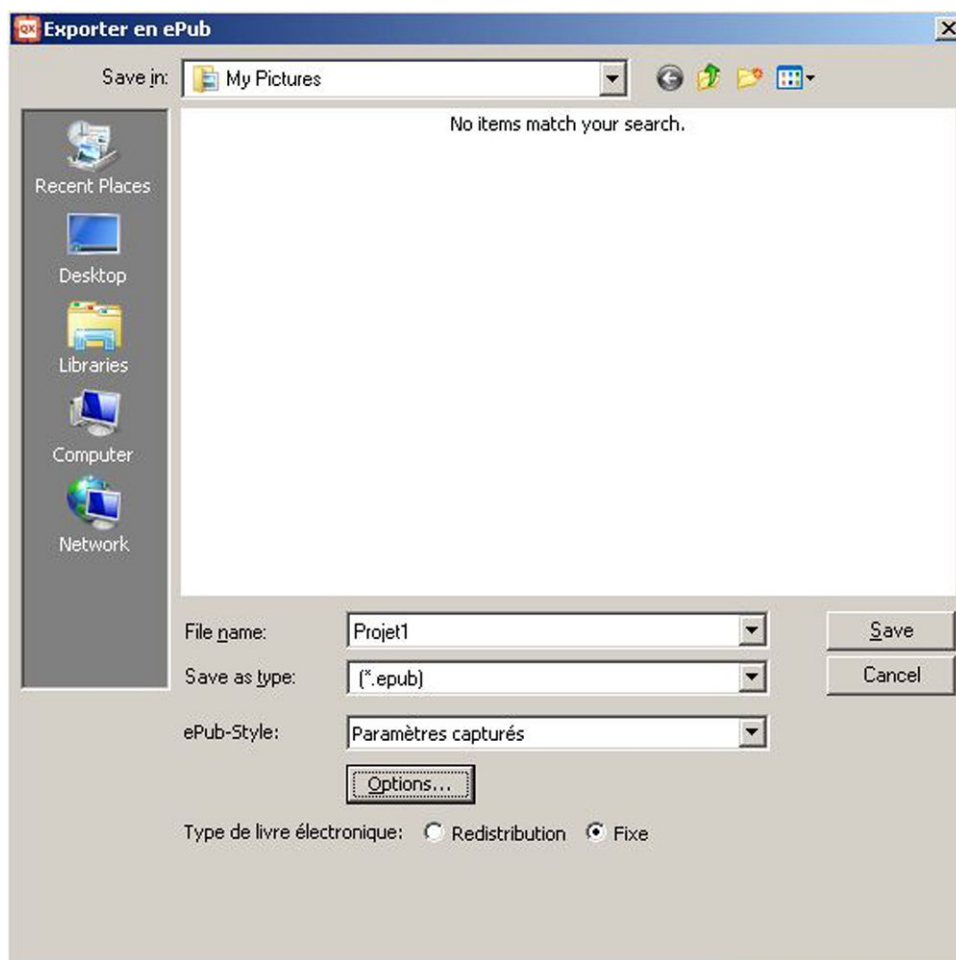 QX Exporter en ePub
Save in: My Pictures
No items match your search.
Recent Places
Desktop
Libraries
Computer
Network
File name: Projet1 Save
Save as type: (*.epub) Cancel
ePub-Style: Paramètres capturés
Options...
Type de livre électronique: Redistribution Fixe